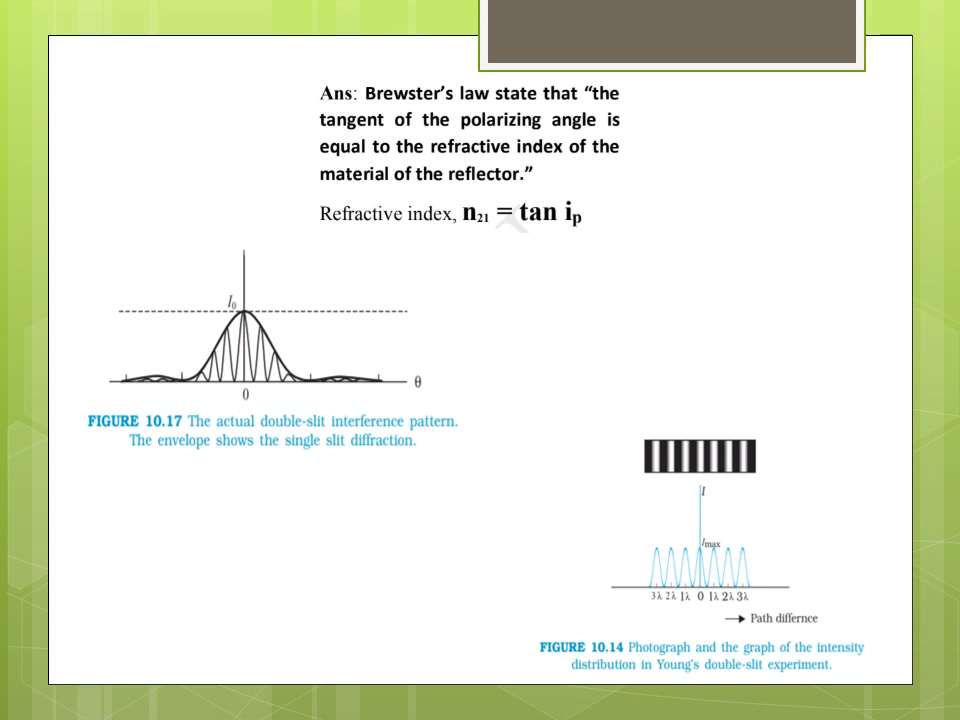 Ans: Brewster’s law state that “the
tangent of the polarizing angle is
equal to the refractive index of the
material of the reflector.”
Refractive index, n₂₁ = tan iₚ
I₀
θ
0
FIGURE 10.17 The actual double-slit interference pattern.
The envelope shows the single slit diffraction.
I
Imax
3λ 2λ 1λ 0 1λ 2λ 3λ
Path differnce
FIGURE 10.14 Photograph and the graph of the intensity
distribution in Young's double-slit experiment.